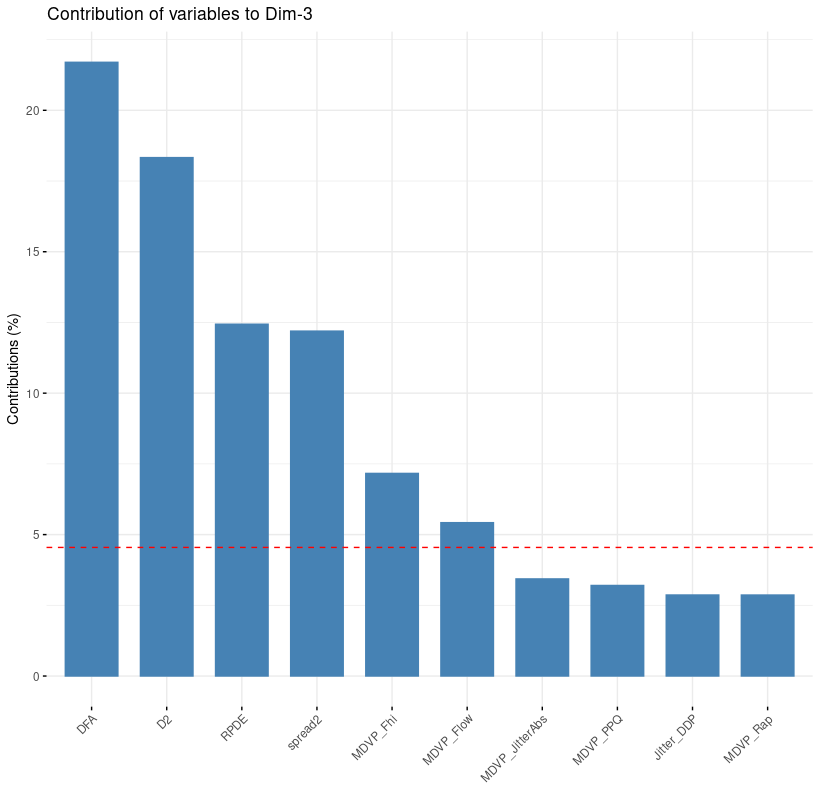 Contribution of variables to Dim-3
Contributions (%)
20
15
10
5
0
DFA
D2
RPDE
spread2
MDVP_Fhi
MDVP_Flow
MDVP_JitterAbs
MDVP_PPQ
Jitter_DDP
MDVP_Rap